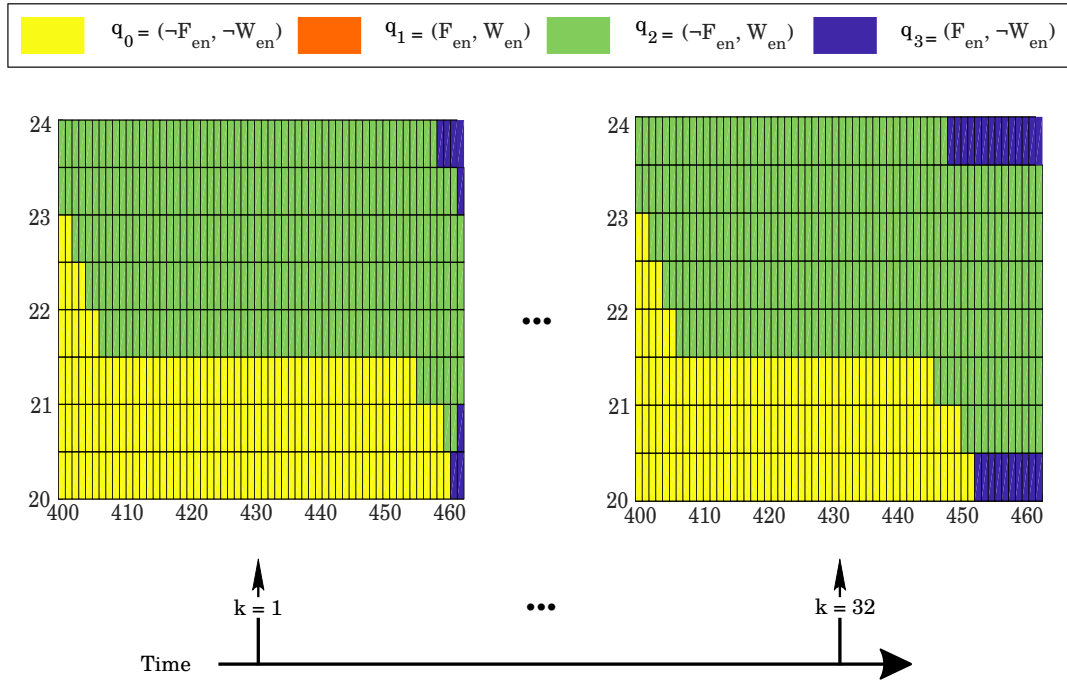 q0 = (¬Fen, ¬Wen) q1 = (Fen, Wen) q2 = (¬Fen, Wen) q3 = (Fen, ¬Wen)
24
23
22
21
20
400 410 420 430 440 450 460
24
23
22
21
20
400 410 420 430 440 450 460
•••
k = 1 ••• k = 32
Time